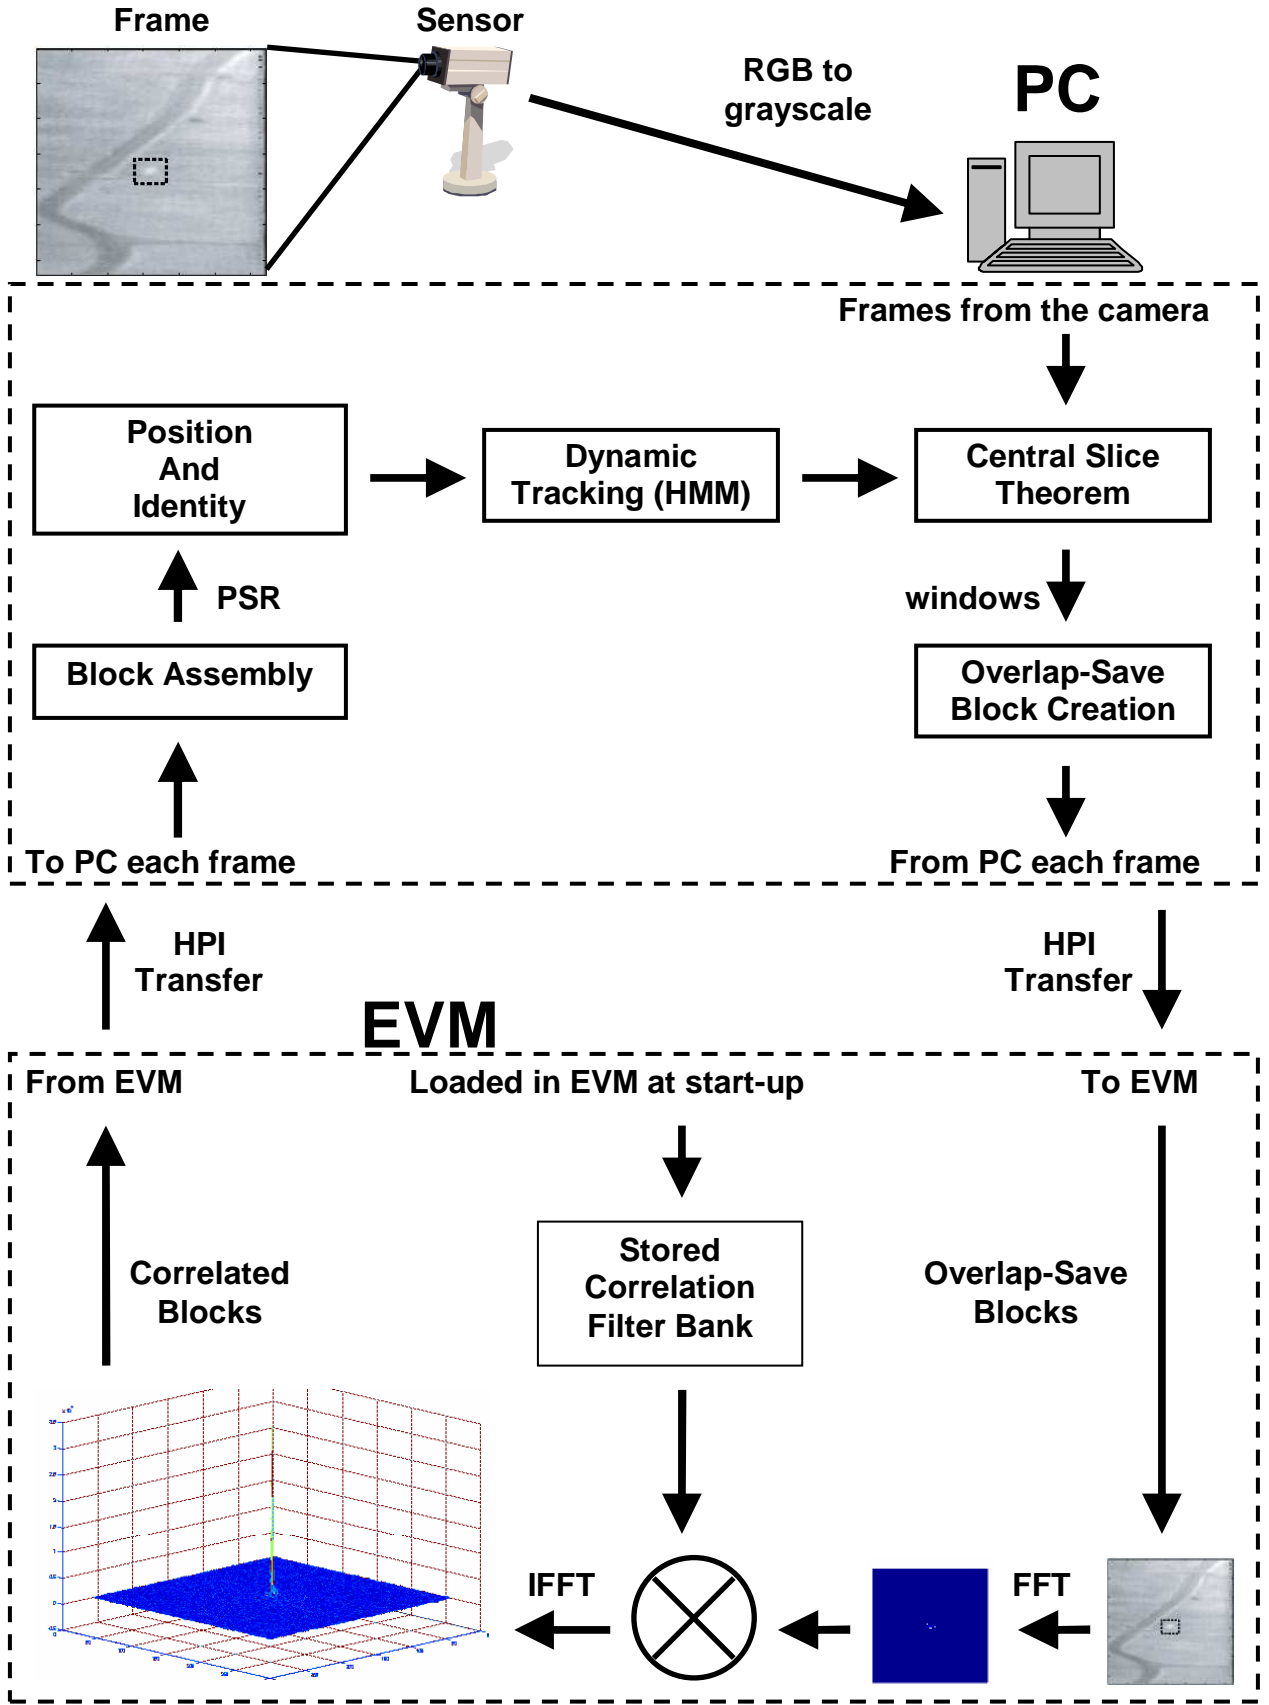 Frame
Sensor
RGB to
grayscale
PC
Frames from the camera
Position
And
Identity
Dynamic
Tracking (HMM)
Central Slice
Theorem
PSR
windows
Block Assembly
Overlap-Save
Block Creation
To PC each frame
From PC each frame
HPI
Transfer
HPI
Transfer
EVM
From EVM
Loaded in EVM at start-up
To EVM
Correlated
Blocks
Stored
Correlation
Filter Bank
Overlap-Save
Blocks
IFFT
FFT